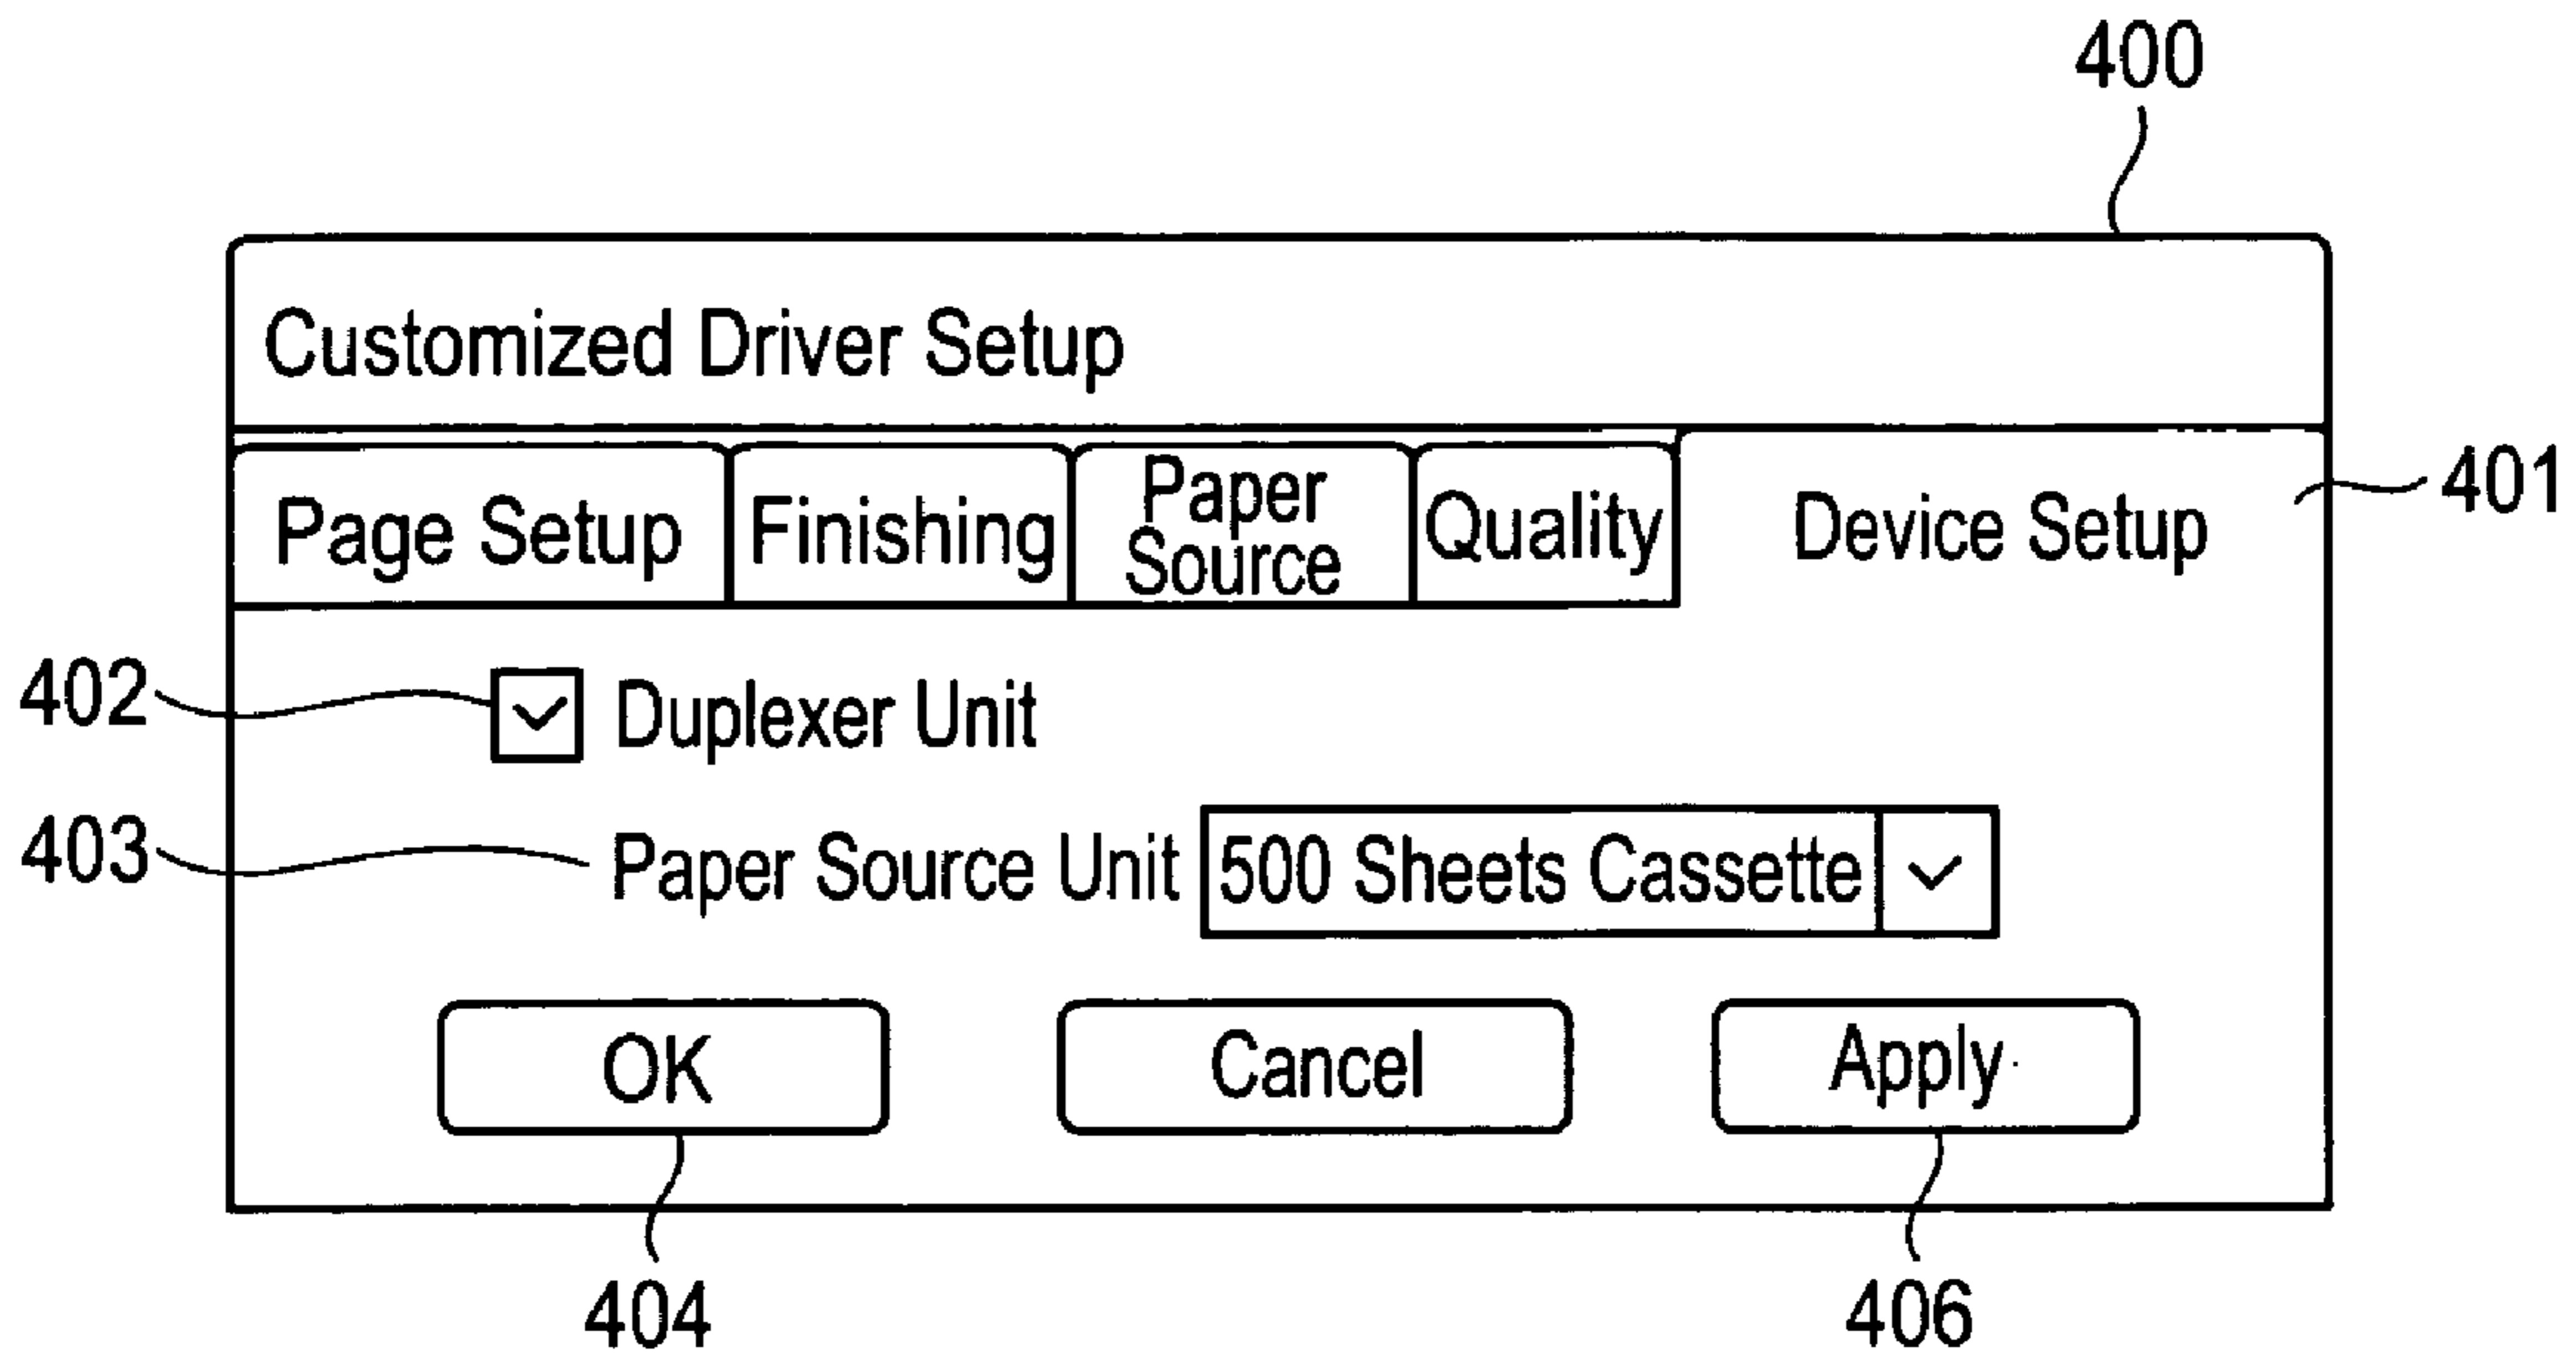 400
Customized Driver Setup
Page Setup
Finishing
Paper
Source
Quality
Device Setup
401
402
Duplexer Unit
403
Paper Source Unit
500 Sheets Cassette
OK
Cancel
Apply
404
406